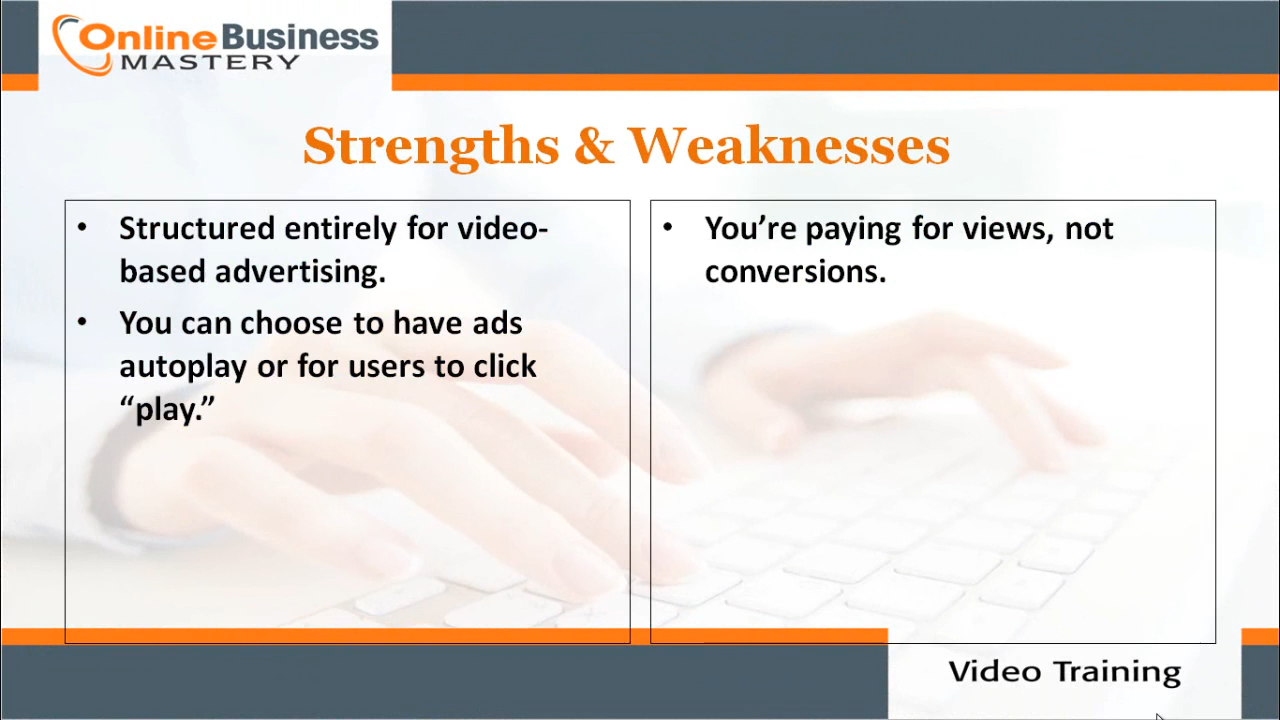 Online Business
MASTERY
Strengths & Weaknesses
• Structured entirely for video-
based advertising.
• You can choose to have ads
autoplay or for users to click
“play.”
• You’re paying for views, not
conversions.
Video Training